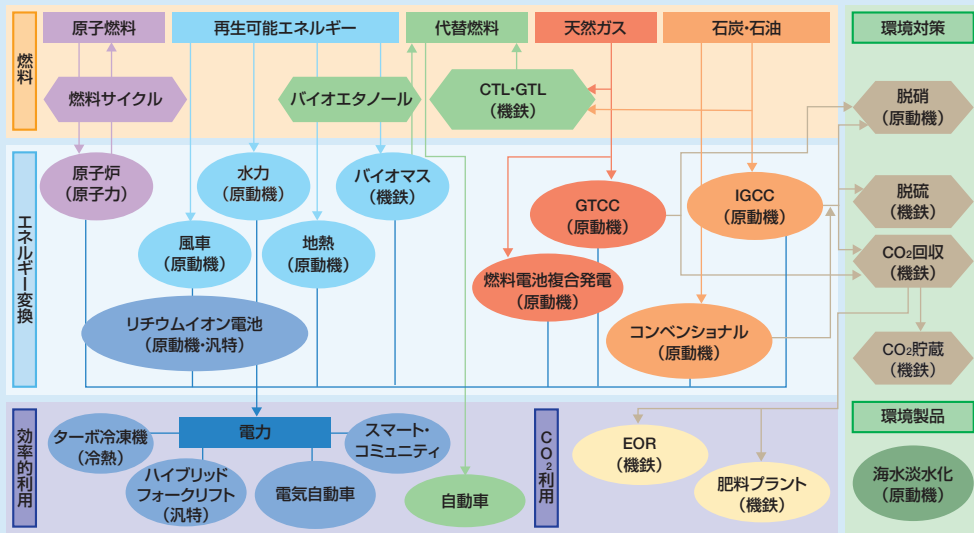 原子燃料
再生可能エネルギー
代替燃料
天然ガス
石炭・石油
環境対策
燃料
燃料サイクル
バイオエタノール
CTL・GTL
(機鉄)
脱硝
(原動機)
エネルギー変換
原子炉
(原子力)
水力
(原動機)
バイオマス
(機鉄)
GTCC
(原動機)
IGCC
(原動機)
脱硫
(機鉄)
風車
(原動機)
地熱
(原動機)
燃料電池複合発電
(原動機)
CO₂回収
(機鉄)
リチウムイオン電池
(原動機・汎特)
コンベンショナル
(原動機)
CO₂貯蔵
(機鉄)
効率的利用
ターボ冷凍機
(冷熱)
電力
スマート・
コミュニティ
ハイブリッド
フォークリフト
(汎特)
電気自動車
自動車
CO₂利用
EOR
(機鉄)
肥料プラント
(機鉄)
環境製品
海水淡水化
(原動機)